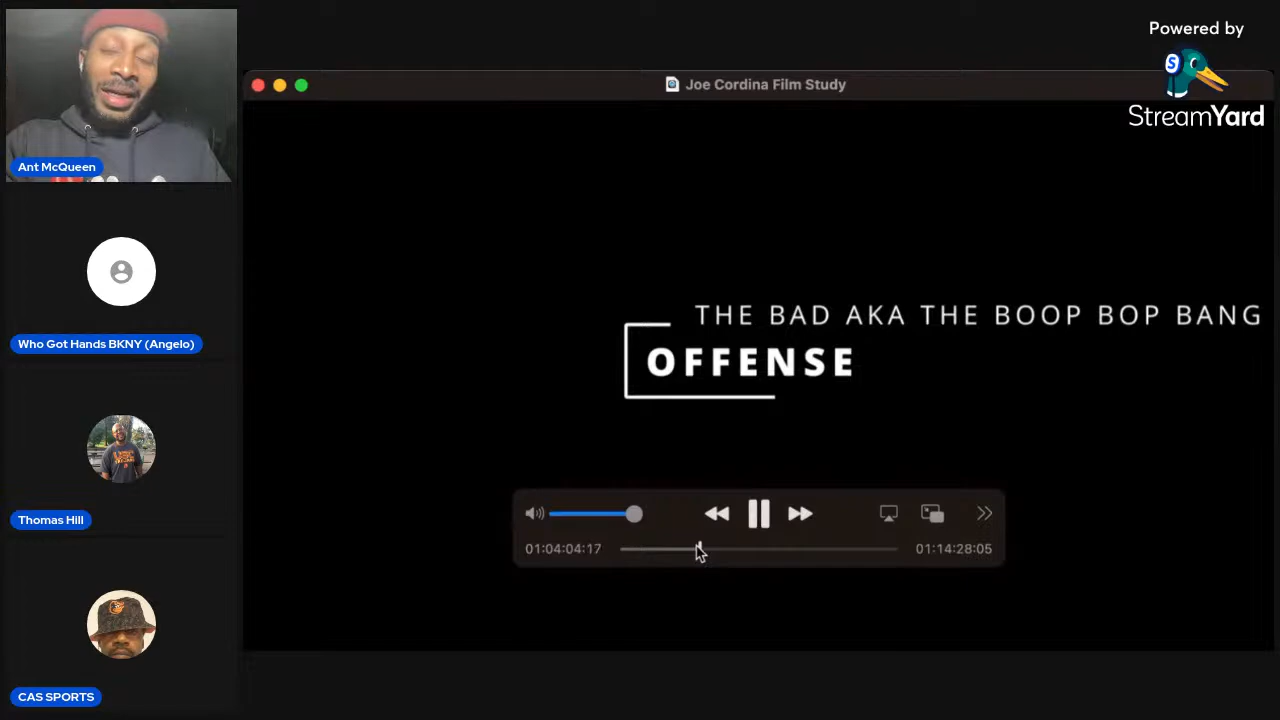 Powered by
S
StreamYard
Joe Cordina Film Study
Ant McQueen
Who Got Hands BKNY (Angelo)
Thomas Hill
CAS SPORTS
THE BAD AKA THE BOOP BOP BANG
OFFENSE
01:04:04:17
01:14:28:05